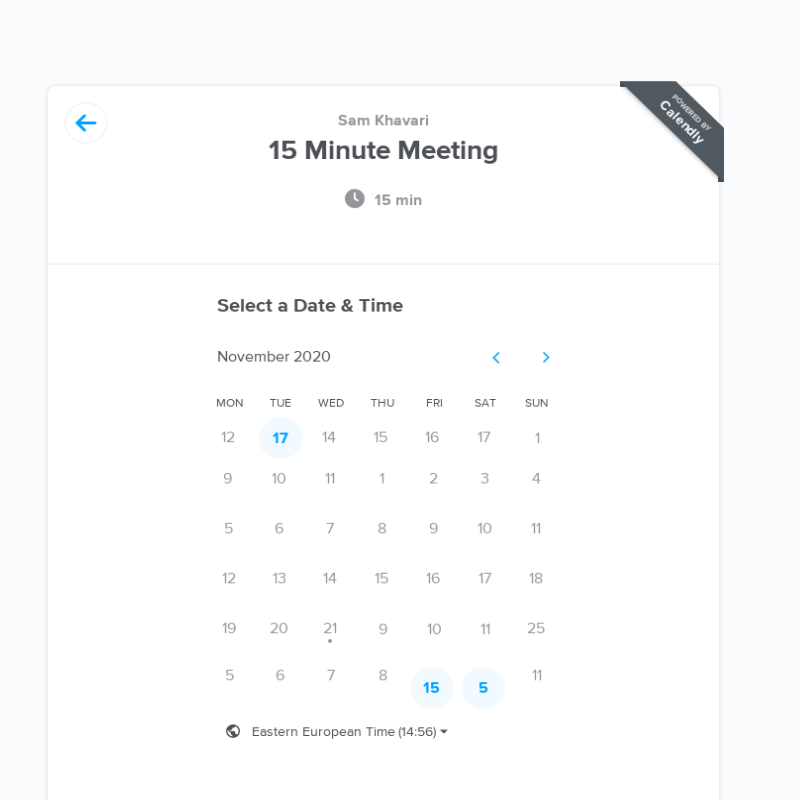 POWERED BY
Calendly
Sam Khavari
15 Minute Meeting
15 min
Select a Date & Time
November 2020
MON TUE WED THU FRI SAT SUN
12 17 14 15 16 17 1
9 10 11 1 2 3 4
5 6 7 8 9 10 11
12 13 14 15 16 17 18
19 20 21 9 10 11 25
5 6 7 8 15 5 11
Eastern European Time (14:56)